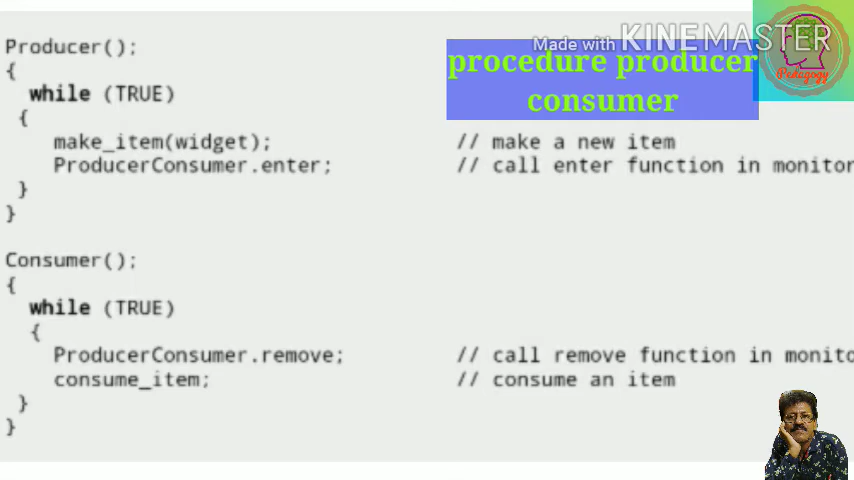 Made with KINEMASTER
Pedagogy
procedure producer
consumer
Producer();
{
while (TRUE)
{
make_item(widget); // make a new item
ProducerConsumer.enter; // call enter function in monitor
}
}
Consumer();
{
while (TRUE)
{
ProducerConsumer.remove; // call remove function in monito
consume_item; // consume an item
}
}